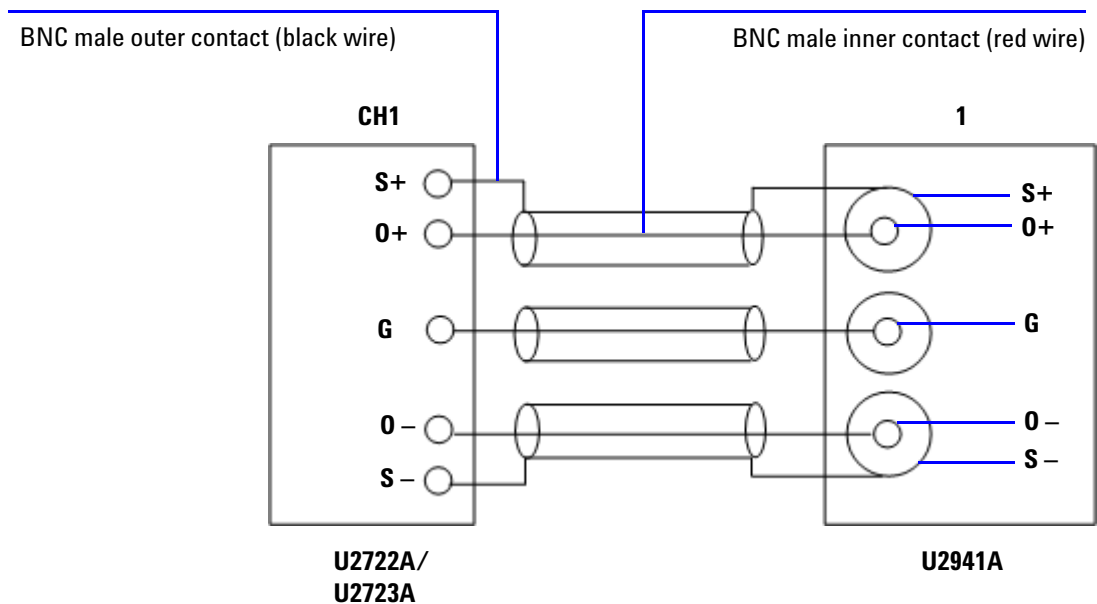 BNC male outer contact (black wire)
BNC male inner contact (red wire)
CH1
1
S+
O+
G
O –
S –
S+
O+
G
O –
S –
U2722A/
U2723A
U2941A